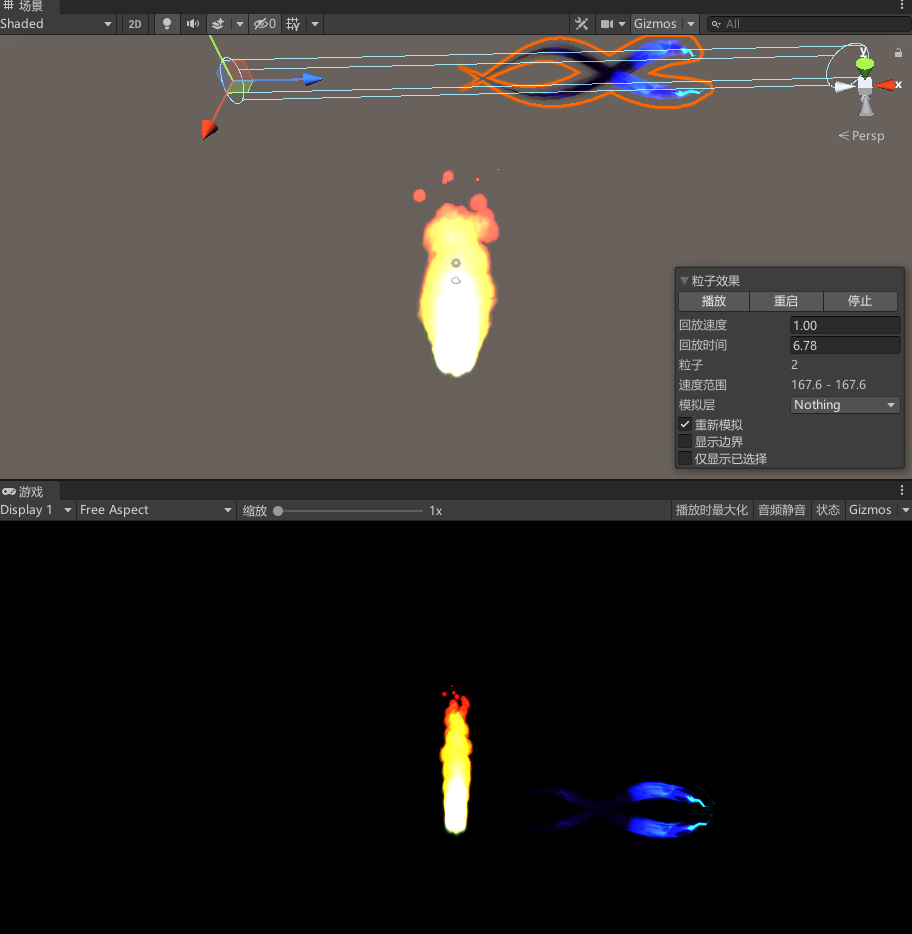 场景
Shaded 2D 0 Gizmos All
y
x
Persp
粒子效果
播放 重启 停止
回放速度 1.00
回放时间 6.78
粒子 2
速度范围 167.6 - 167.6
模拟层 Nothing
重新模拟
显示边界
仅显示已选择
游戏
Display 1 Free Aspect 缩放 1x 播放时最大化 音频静音 状态 Gizmos